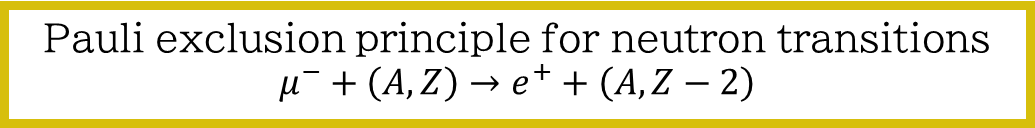 Pauli exclusion principle for neutron transitions
μ⁻ + (A, Z) → e⁺ + (A, Z − 2)